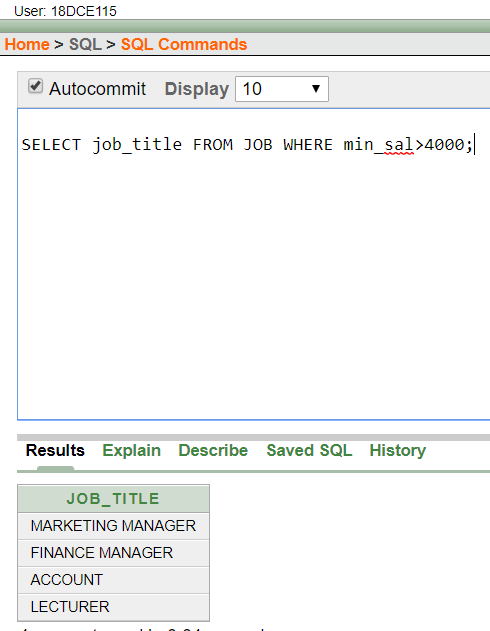 User: 18DCE115
Home > SQL > SQL Commands
Autocommit Display 10
SELECT job_title FROM JOB WHERE min_sal>4000;
Results Explain Describe Saved SQL History
JOB_TITLE
MARKETING MANAGER
FINANCE MANAGER
ACCOUNT
LECTURER